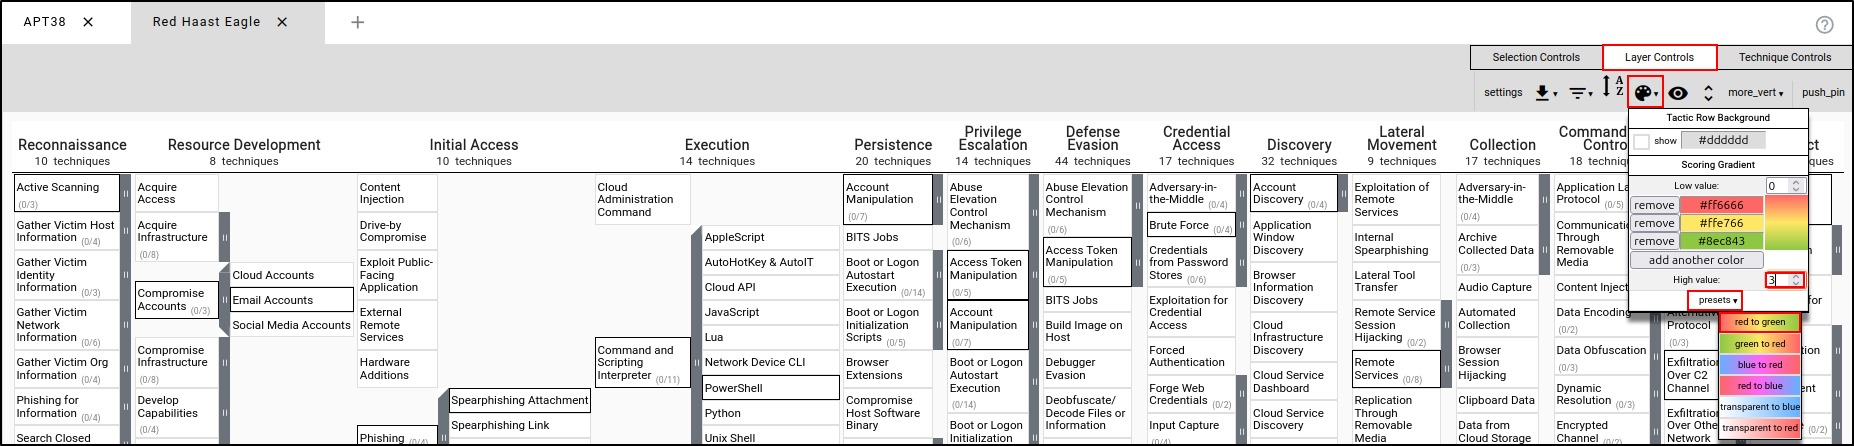 APT38 ✕
Red Haast Eagle ✕
+
Selection Controls
Layer Controls
Technique Controls
settings
A
Z
more_vert
push_pin
Reconnaissance
10 techniques
Active Scanning
(0/3)
Gather Victim Host
Information (0/4)
Gather Victim
Identity
Information (0/3)
Gather Victim
Network
Information (0/6)
Gather Victim Org
Information (0/4)
Phishing for
Information (0/4)
Search Closed
Resource Development
8 techniques
Acquire
Access
Acquire
Infrastructure
(0/8)
Compromise
Accounts (0/3)
Cloud Accounts
Email Accounts
Social Media Accounts
Compromise
Infrastructure
(0/8)
Develop
Capabilities
(0/4)
Initial Access
10 techniques
Content
Injection
Drive-by
Compromise
Exploit Public-
Facing
Application
External
Remote
Services
Hardware
Additions
Phishing (0/4)
Spearphishing Attachment
Spearphishing Link
Execution
14 techniques
Cloud
Administration
Command
Command and
Scripting
Interpreter (0/11)
AppleScript
AutoHotKey & AutoIT
Cloud API
JavaScript
Lua
Network Device CLI
PowerShell
Python
Unix Shell
Persistence
20 techniques
Account
Manipulation
(0/7)
BITS Jobs
Boot or Logon
Autostart
Execution (0/14)
Boot or Logon
Initialization
Scripts (0/5)
Browser
Extensions
Compromise
Host Software
Binary
Privilege
Escalation
14 techniques
Abuse
Elevation
Control
Mechanism
(0/6)
Access Token
Manipulation
(0/5)
Account
Manipulation
(0/7)
Boot or Logon
Autostart
Execution
(0/14)
Boot or Logon
Initialization
Defense
Evasion
44 techniques
Abuse Elevation
Control
Mechanism
(0/6)
Access Token
Manipulation
(0/5)
BITS Jobs
Build Image on
Host
Debugger
Evasion
Deobfuscate/
Decode Files or
Information
Credential
Access
17 techniques
Adversary-in-
the-Middle (0/4)
Brute Force (0/4)
Credentials
from Password
Stores (0/6)
Exploitation for
Credential
Access
Forced
Authentication
Forge Web
Credentials (0/2)
Input Capture
(0/4)
Discovery
32 techniques
Account
Discovery (0/4)
Application
Window
Discovery
Browser
Information
Discovery
Cloud
Infrastructure
Discovery
Cloud Service
Dashboard
Cloud Service
Discovery
Lateral
Movement
9 techniques
Exploitation of
Remote
Services
Internal
Spearphishing
Lateral Tool
Transfer
Remote Service
Session
Hijacking (0/2)
Remote
Services (0/8)
Replication
Through
Removable
Media
Collection
17 techniques
Adversary-in-
the-Middle
(0/4)
Archive
Collected Data
(0/3)
Audio Capture
Automated
Collection
Browser
Session
Hijacking
Clipboard Data
Data from
Cloud Storage
Command
Contro
18 techniques
Application La
Protocol (0/5)
Communicati
Through
Removable
Media
Content Inject
Data Encoding
(0/2)
Data Obfuscation
(0/3)
Dynamic
Resolution
(0/3)
Encrypted
Channel (0/2)
Protocol
(0/3)
Exfiltrat
Over C2
Channel
Exfiltrat
Over Oth
Network
ct
ques
for
tion
ent
(0/2)
Tactic Row Background
show #dddddd
Scoring Gradient
Low value: 0
remove #ff6666
remove #ffe766
remove #8ec843
add another color
High value: 3
presets
red to green
green to red
blue to red
red to blue
transparent to blue
transparent to red